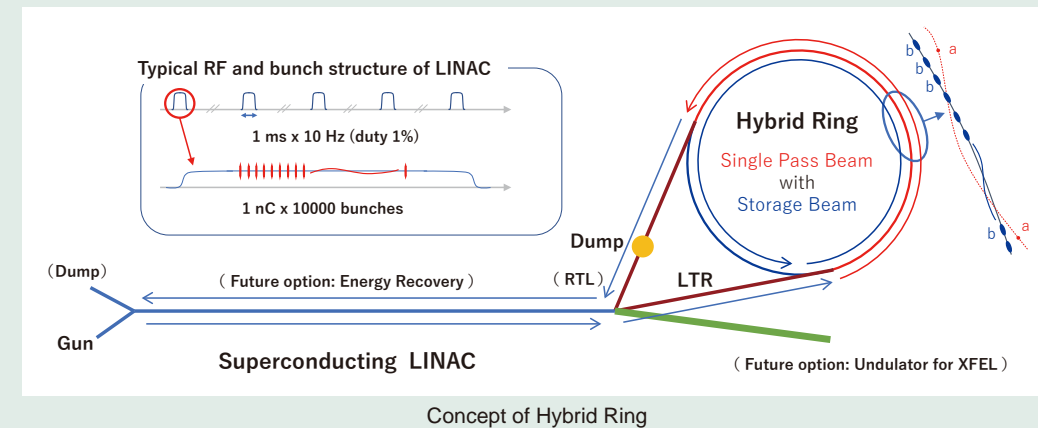 Typical RF and bunch structure of LINAC
1 ms x 10 Hz (duty 1%)
1 nC x 10000 bunches
Hybrid Ring
Single Pass Beam
with
Storage Beam
b
a
b
b
b
a
Dump
(Dump)
( Future option: Energy Recovery )
(RTL)
LTR
Gun
Superconducting LINAC
( Future option: Undulator for XFEL )
Concept of Hybrid Ring